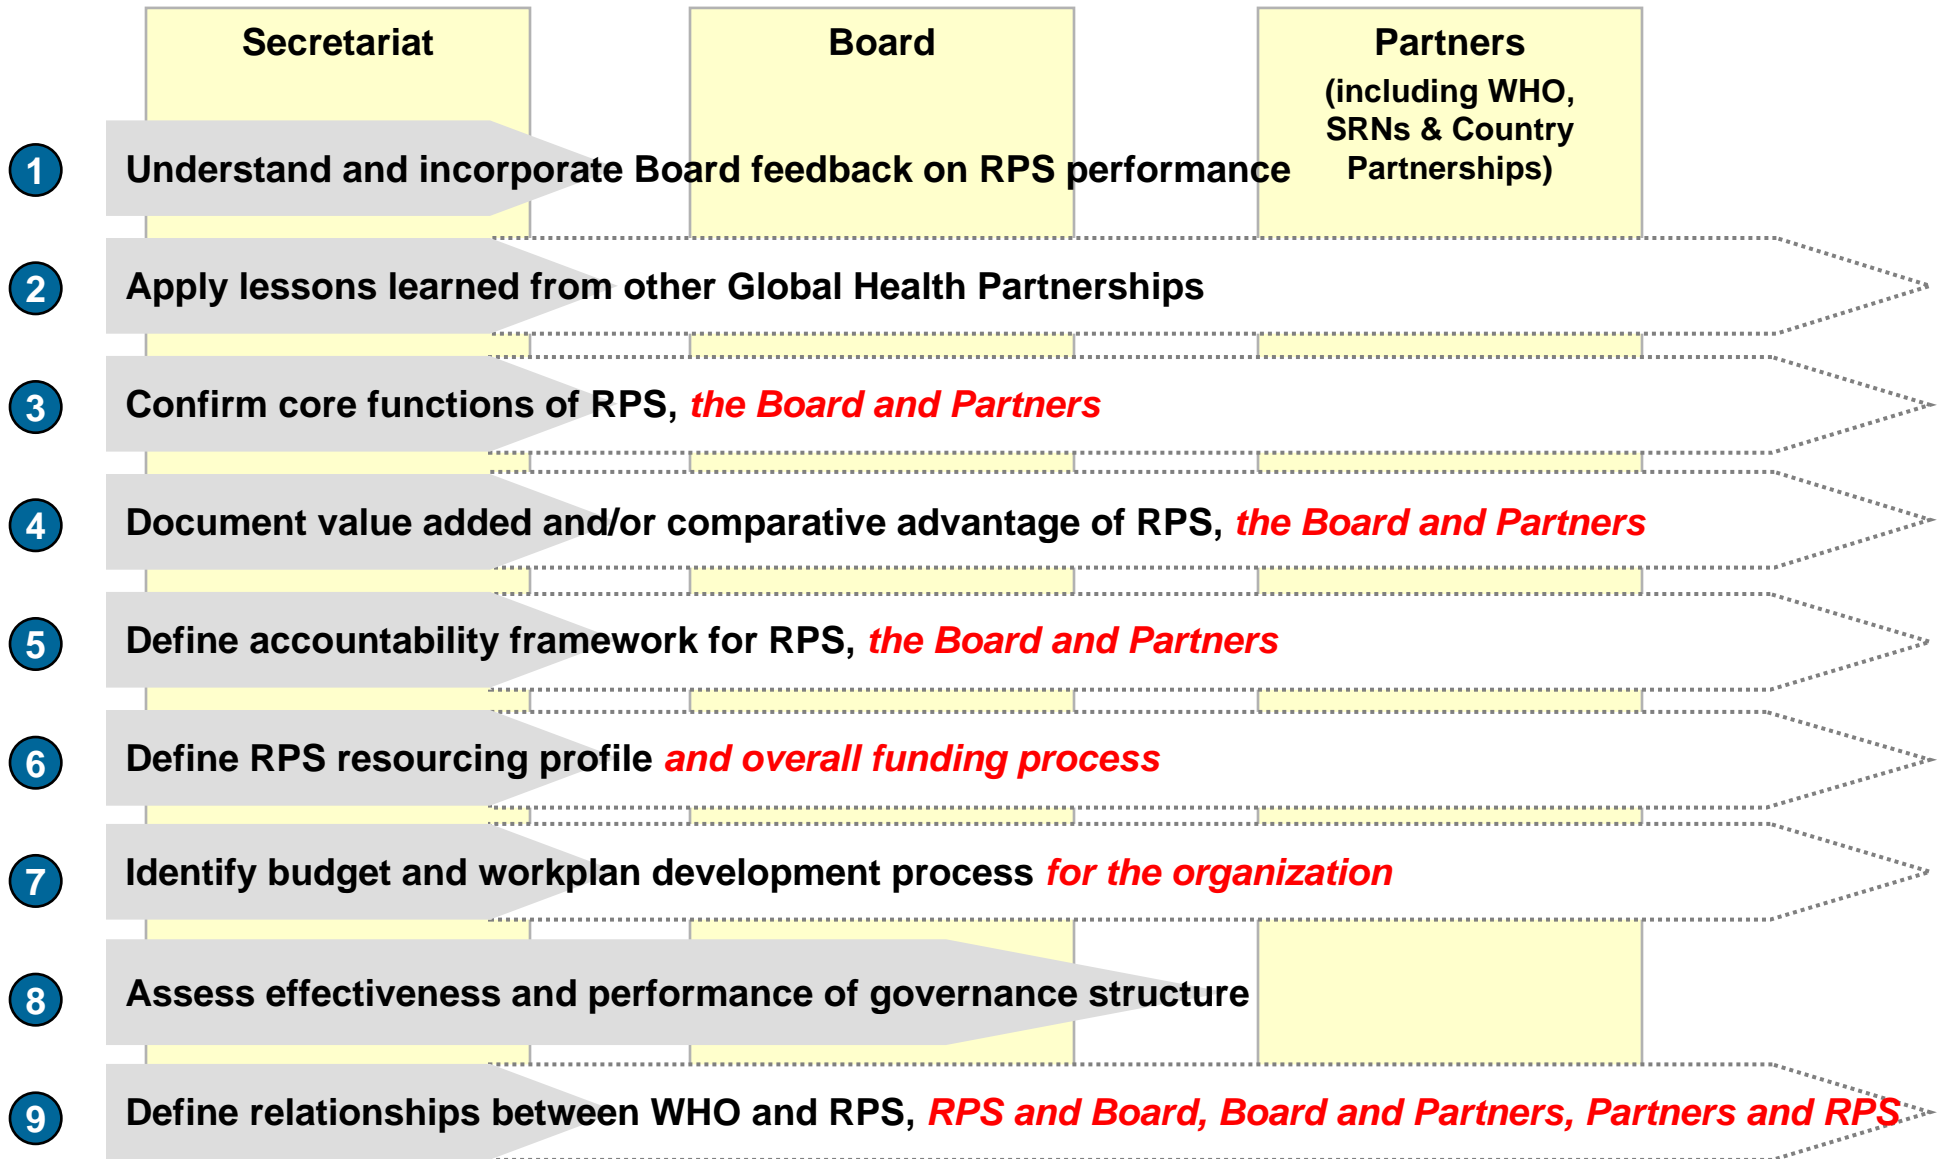 Secretariat
Board
Partners
(including WHO,
SRNs & Country
Partnerships)
1
Understand and incorporate Board feedback on RPS performance
2
Apply lessons learned from other Global Health Partnerships
3
Confirm core functions of RPS, the Board and Partners
4
Document value added and/or comparative advantage of RPS, the Board and Partners
5
Define accountability framework for RPS, the Board and Partners
6
Define RPS resourcing profile and overall funding process
7
Identify budget and workplan development process for the organization
8
Assess effectiveness and performance of governance structure
9
Define relationships between WHO and RPS, RPS and Board, Board and Partners, Partners and RPS